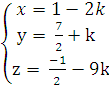 x = 1 − 2k
y = 7/2 + k
z = −1/2 − 9k